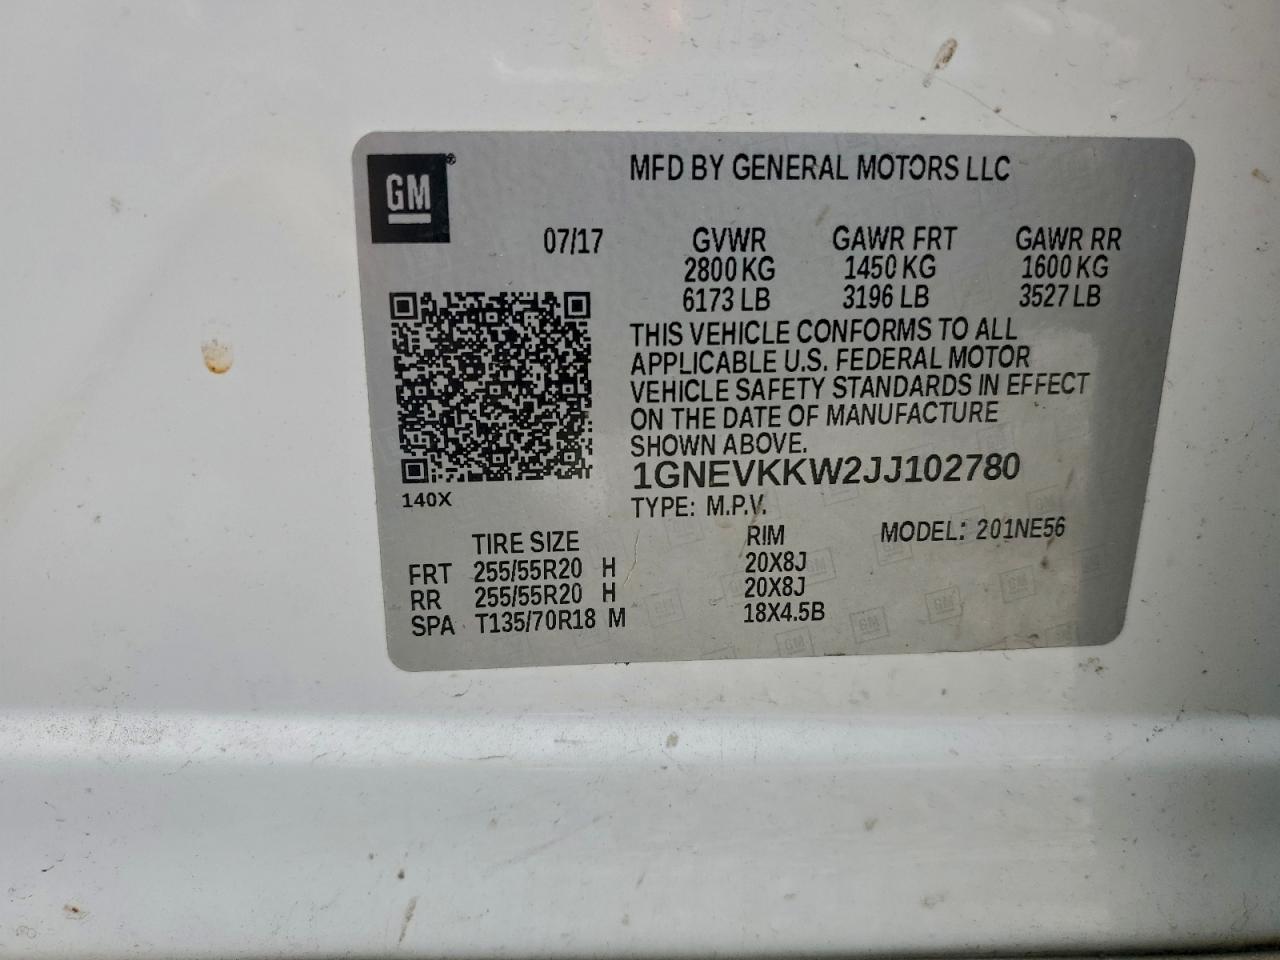 GM®
MFD BY GENERAL MOTORS LLC
07/17
GVWR GAWR FRT GAWR RR
2800 KG 1450 KG 1600 KG
6173 LB 3196 LB 3527 LB
THIS VEHICLE CONFORMS TO ALL
APPLICABLE U.S. FEDERAL MOTOR
VEHICLE SAFETY STANDARDS IN EFFECT
ON THE DATE OF MANUFACTURE
SHOWN ABOVE.
1GNEVKKW2JJ102780
140X
TYPE: M.P.V.
MODEL: 201NE56
TIRE SIZE RIM
FRT 255/55R20 H 20X8J
RR 255/55R20 H 20X8J
SPA T135/70R18 M 18X4.5B